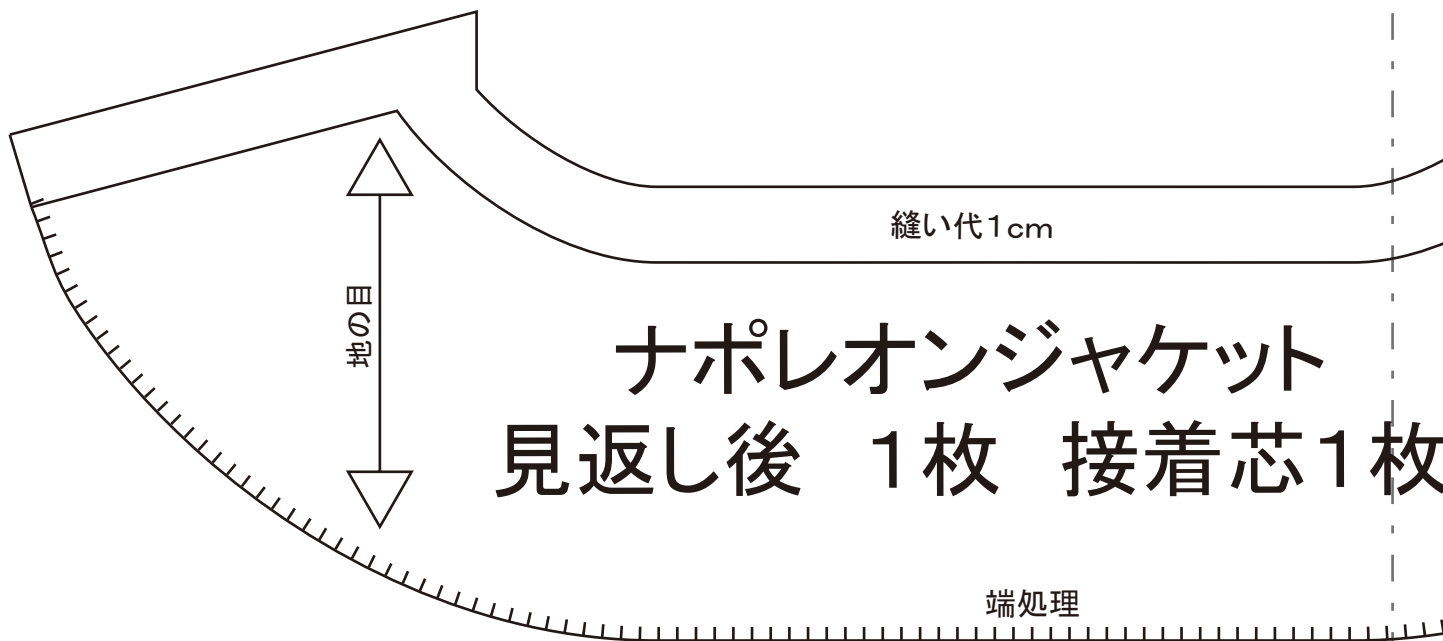 縫い代1cm
地の目
ナポレオンジャケット
見返し後　1枚　接着芯1枚
端処理